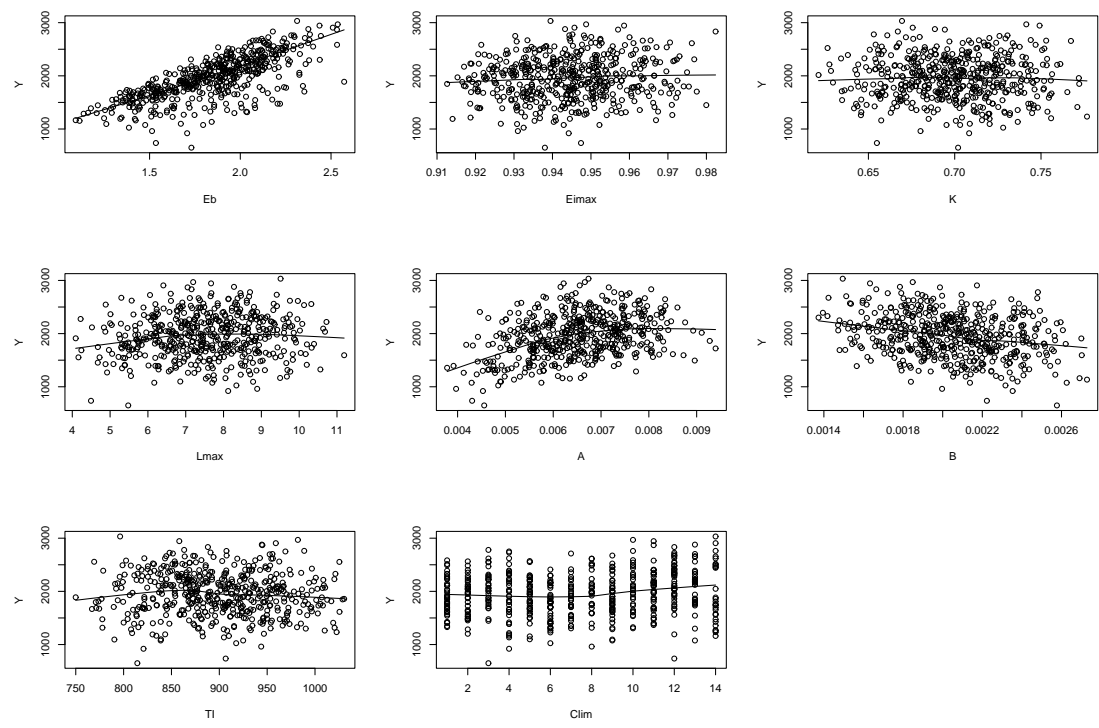 3000
2000
1000
Y
1.5 2.0 2.5
Eb
3000
2000
1000
Y
0.91 0.92 0.93 0.94 0.95 0.96 0.97 0.98
Eimax
3000
2000
1000
Y
0.65 0.70 0.75
K
3000
2000
1000
Y
4 5 6 7 8 9 10 11
Lmax
3000
2000
1000
Y
0.004 0.005 0.006 0.007 0.008 0.009
A
3000
2000
1000
Y
0.0014 0.0018 0.0022 0.0026
B
3000
2000
1000
Y
750 800 850 900 950 1000
TI
3000
2000
1000
Y
2 4 6 8 10 12 14
Clim